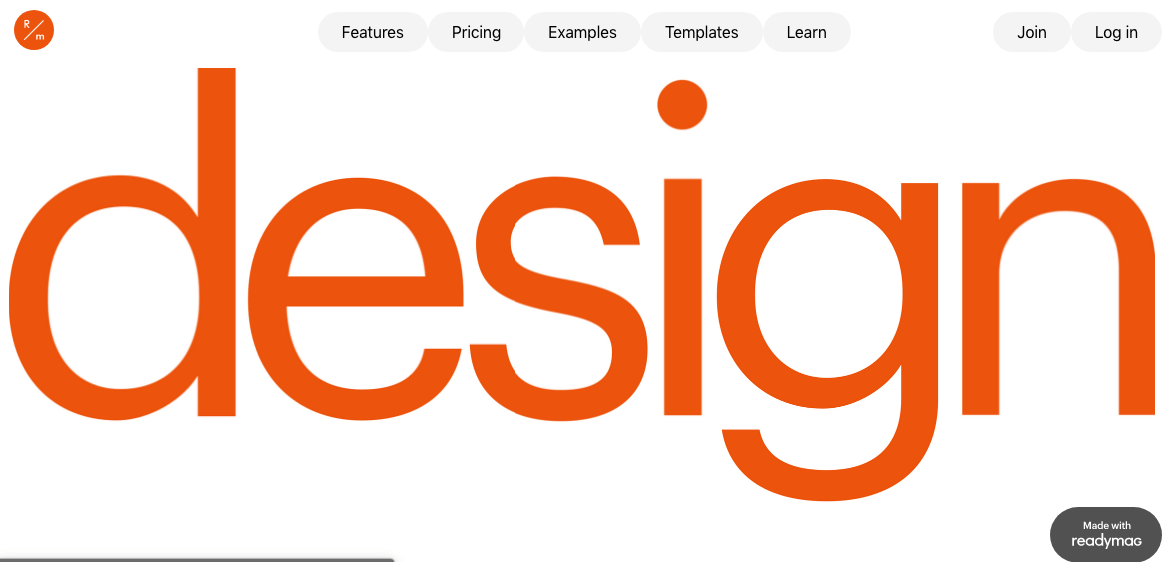 R/m
Features
Pricing
Examples
Templates
Learn
Join
Log in
design
Made with
readymag